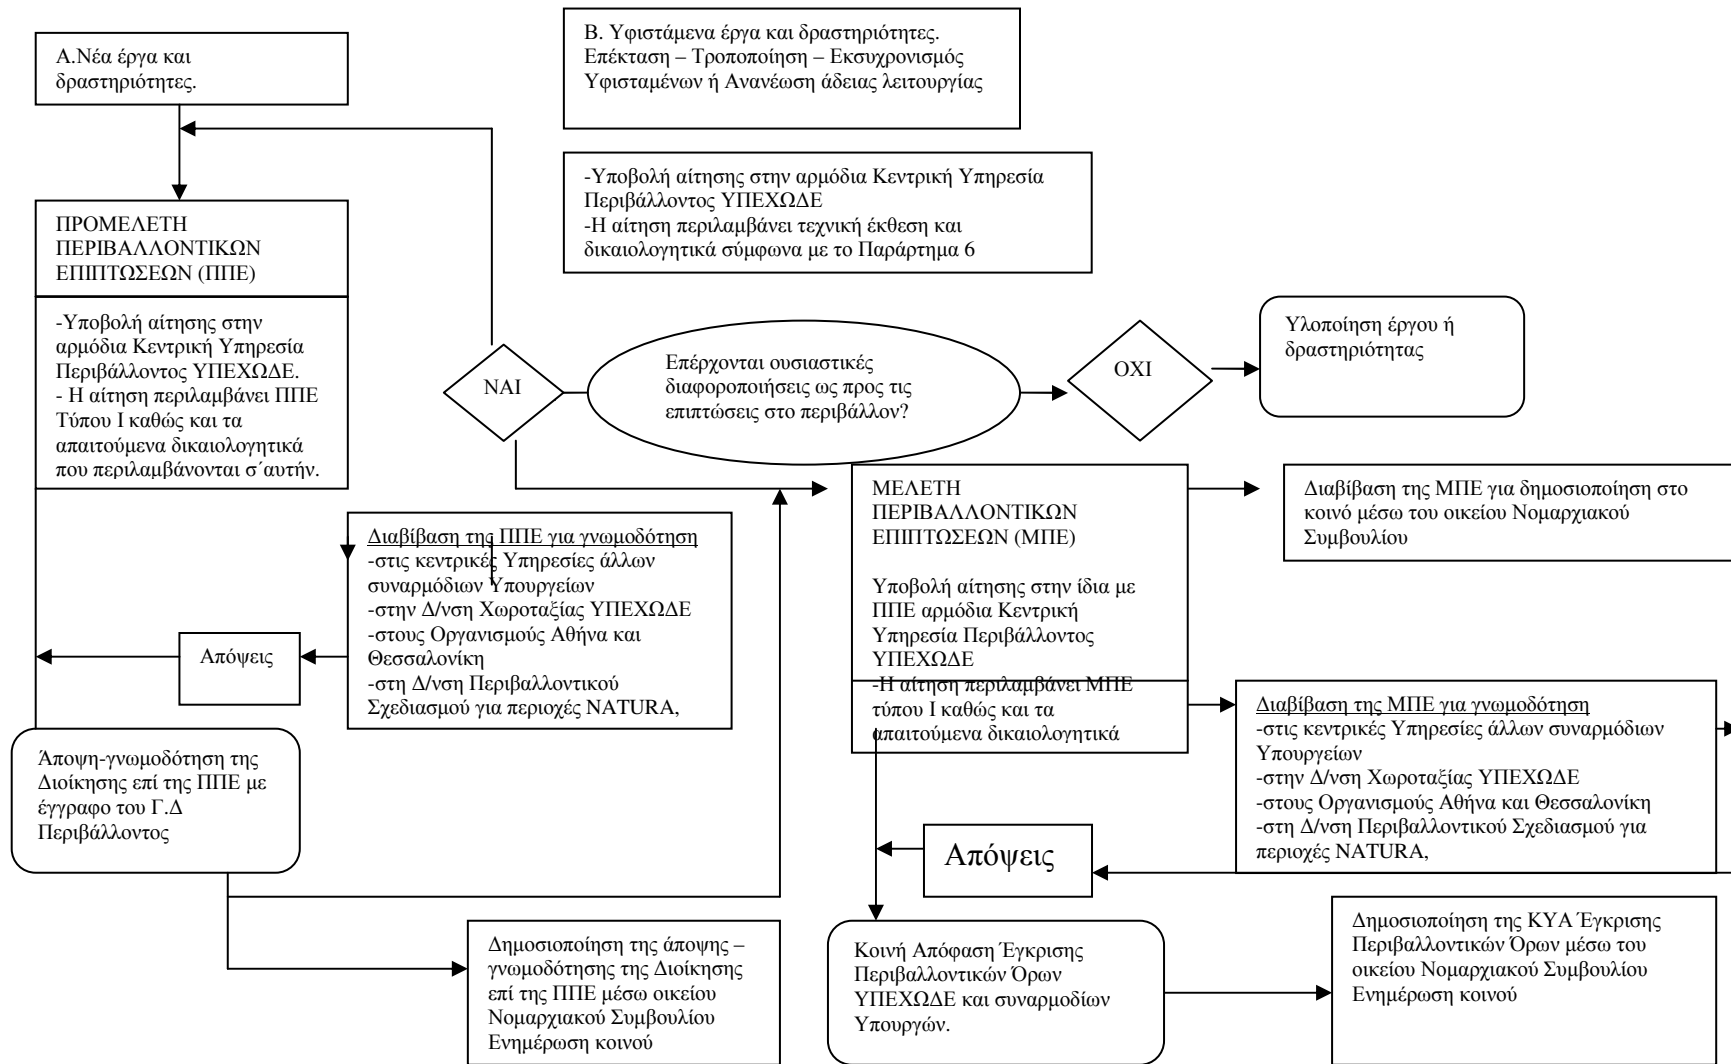 Α.Νέα έργα και
δραστηριότητες.
Β. Υφιστάμενα έργα και δραστηριότητες.
Επέκταση – Τροποποίηση – Εκσυχρονισμός
Υφισταμένων ή Ανανέωση άδειας λειτουργίας
-Υποβολή αίτησης στην αρμόδια Κεντρική Υπηρεσία
Περιβάλλοντος ΥΠΕΧΩΔΕ
-Η αίτηση περιλαμβάνει τεχνική έκθεση και
δικαιολογητικά σύμφωνα με το Παράρτημα 6
ΠΡΟΜΕΛΕΤΗ
ΠΕΡΙΒΑΛΛΟΝΤΙΚΩΝ
ΕΠΙΠΤΩΣΕΩΝ (ΠΠΕ)
-Υποβολή αίτησης στην
αρμόδια Κεντρική Υπηρεσία
Περιβάλλοντος ΥΠΕΧΩΔΕ.
- Η αίτηση περιλαμβάνει ΠΠΕ
Τύπου Ι καθώς και τα
απαιτούμενα δικαιολογητικά
που περιλαμβάνονται σ΄αυτήν.
ΝΑΙ
Επέρχονται ουσιαστικές
διαφοροποιήσεις ως προς τις
επιπτώσεις στο περιβάλλον?
ΟΧΙ
Υλοποίηση έργου ή
δραστηριότητας
Διαβίβαση της ΠΠΕ για γνωμοδότηση
-στις κεντρικές Υπηρεσίες άλλων
συναρμόδιων Υπουργείων
-στην Δ/νση Χωροταξίας ΥΠΕΧΩΔΕ
-στους Οργανισμούς Αθήνα και
Θεσσαλονίκη
-στη Δ/νση Περιβαλλοντικού
Σχεδιασμού για περιοχές NATURA,
Απόψεις
Άποψη-γνωμοδότηση της
Διοίκησης επί της ΠΠΕ με
έγγραφο του Γ.Δ
Περιβάλλοντος
Δημοσιοποίηση της άποψης –
γνωμοδότησης της Διοίκησης
επί της ΠΠΕ μέσω οικείου
Νομαρχιακού Συμβουλίου
Ενημέρωση κοινού
ΜΕΛΕΤΗ
ΠΕΡΙΒΑΛΛΟΝΤΙΚΩΝ
ΕΠΙΠΤΩΣΕΩΝ (ΜΠΕ)
Υποβολή αίτησης στην ίδια με
ΠΠΕ αρμόδια Κεντρική
Υπηρεσία Περιβάλλοντος
ΥΠΕΧΩΔΕ
-Η αίτηση περιλαμβάνει ΜΠΕ
τύπου Ι καθώς και τα
απαιτούμενα δικαιολογητικά
Διαβίβαση της ΜΠΕ για δημοσιοποίηση στο
κοινό μέσω του οικείου Νομαρχιακού
Συμβουλίου
Διαβίβαση της ΜΠΕ για γνωμοδότηση
-στις κεντρικές Υπηρεσίες άλλων συναρμόδιων
Υπουργείων
-στην Δ/νση Χωροταξίας ΥΠΕΧΩΔΕ
-στους Οργανισμούς Αθήνα και Θεσσαλονίκη
-στη Δ/νση Περιβαλλοντικού Σχεδιασμού για
περιοχές NATURA,
Απόψεις
Κοινή Απόφαση Έγκρισης
Περιβαλλοντικών Όρων
ΥΠΕΧΩΔΕ και συναρμοδίων
Υπουργών.
Δημοσιοποίηση της ΚΥΑ Έγκρισης
Περιβαλλοντικών Όρων μέσω του
οικείου Νομαρχιακού Συμβουλίου
Ενημέρωση κοινού